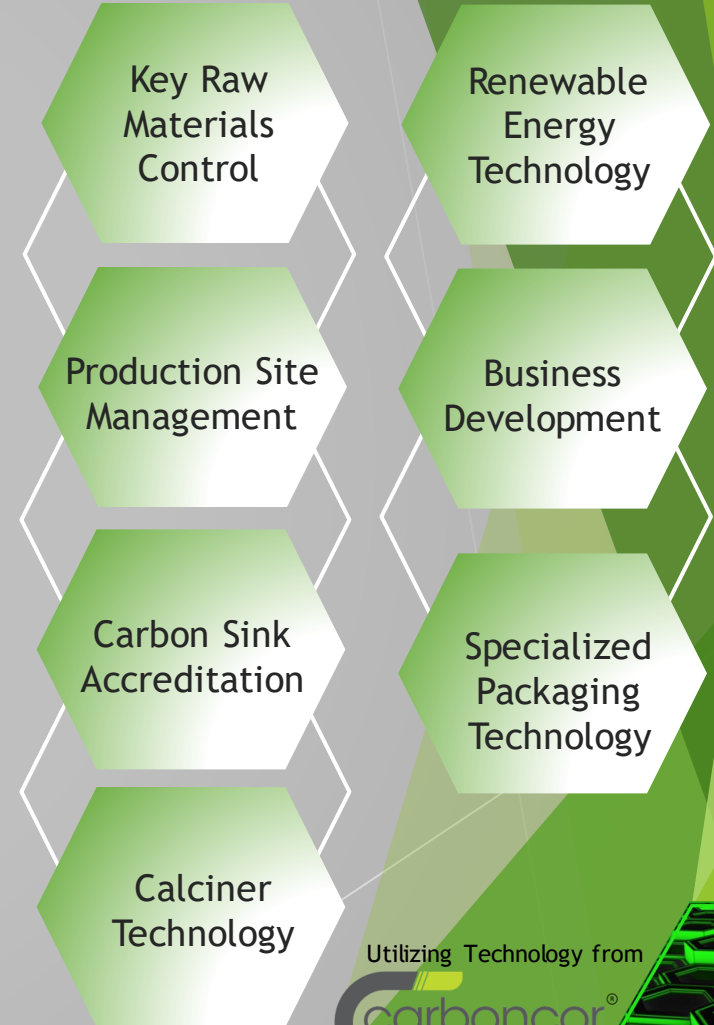 Key Raw
Materials
Control
Production Site
Management
Carbon Sink
Accreditation
Calciner
Technology
Renewable
Energy
Technology
Business
Development
Specialized
Packaging
Technology
Utilizing Technology from
carboncor®